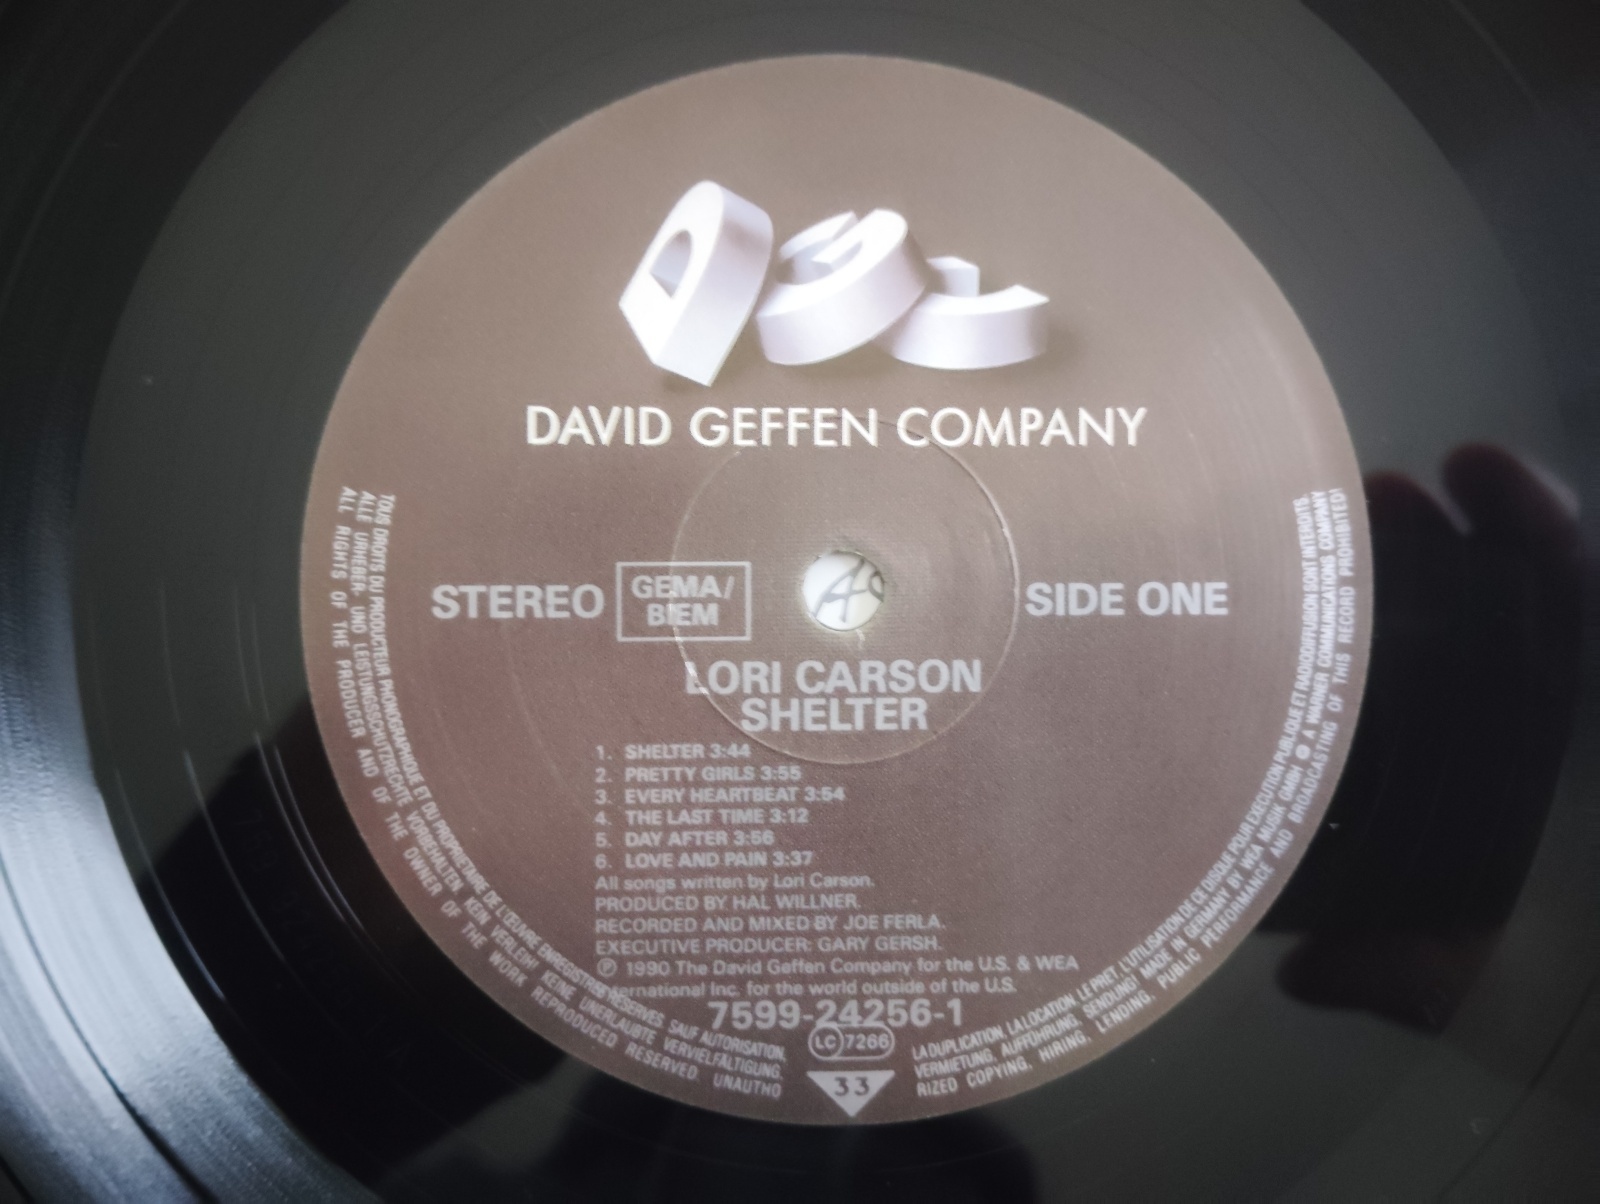 DGC
DAVID GEFFEN COMPANY
STEREO
GEMA/
BIEM
SIDE ONE
LORI CARSON
SHELTER
1. SHELTER 3:44
2. PRETTY GIRLS 3:55
3. EVERY HEARTBEAT 3:54
4. THE LAST TIME 3:12
5. DAY AFTER 3:56
6. LOVE AND PAIN 3:37
All songs written by Lori Carson.
PRODUCED BY HAL WILLNER.
RECORDED AND MIXED BY JOE FERLA.
EXECUTIVE PRODUCER: GARY GERSH.
℗ 1990 The David Geffen Company for the U.S. & WEA
International Inc. for the world outside of the U.S.
7599-24256-1
LC 7266
33
TOUS DROITS DU PRODUCTEUR PHONOGRAPHIQUE ET DU PROPRIETAIRE DE L'ŒUVRE ENREGISTREE RESERVES. SAUF AUTORISATION, LA DUPLICATION, LA LOCATION, LE PRET, L'UTILISATION DE CE DISQUE POUR EXECUTION PUBLIQUE ET RADIODIFFUSION SONT INTERDITS.
ALLE URHEBER- UND LEISTUNGSSCHUTZRECHTE VORBEHALTEN. KEIN VERLEIH! KEINE UNERLAUBTE VERVIELFÄLTIGUNG, VERMIETUNG, AUFFÜHRUNG, SENDUNG! MADE IN GERMANY BY WEA MUSIK GMBH A WARNER COMMUNICATIONS COMPANY
ALL RIGHTS OF THE PRODUCER AND OF THE OWNER OF THE WORK REPRODUCED RESERVED UNAUTHORIZED COPYING, HIRING, LENDING, PUBLIC PERFORMANCE AND BROADCASTING OF THIS RECORD PROHIBITED!